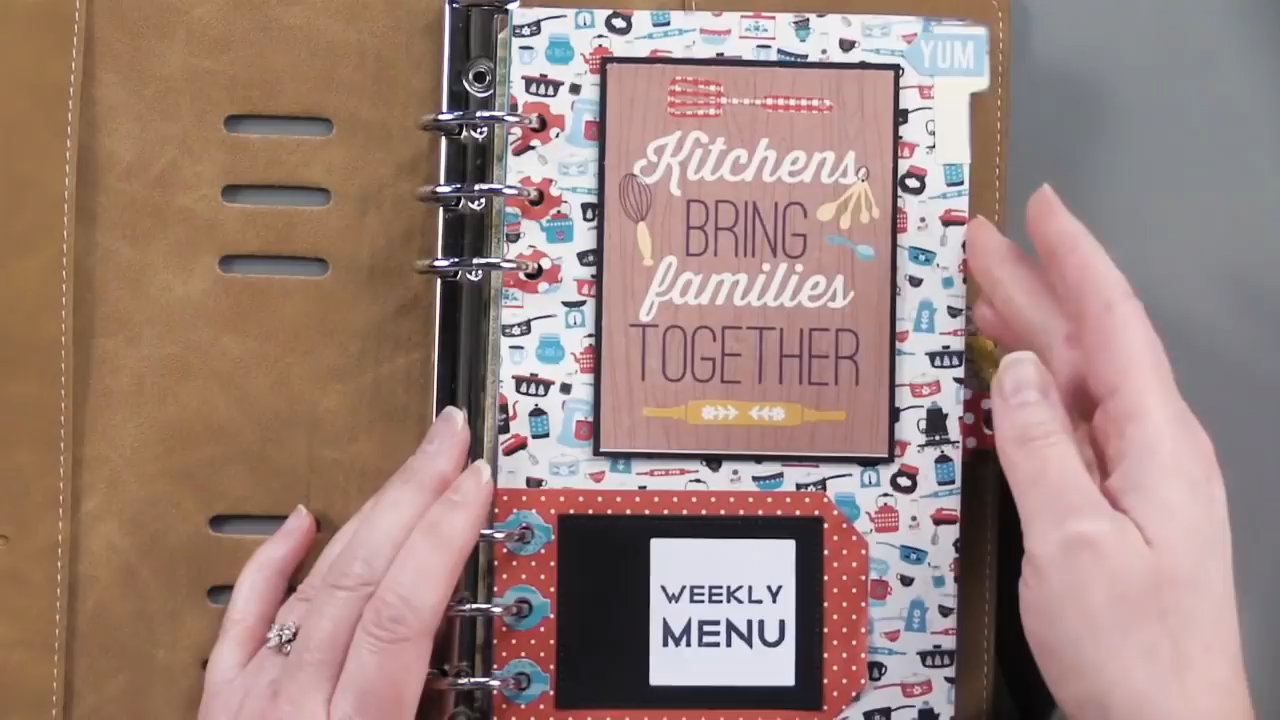 YUM
Kitchens
BRING
families
TOGETHER
WEEKLY
MENU